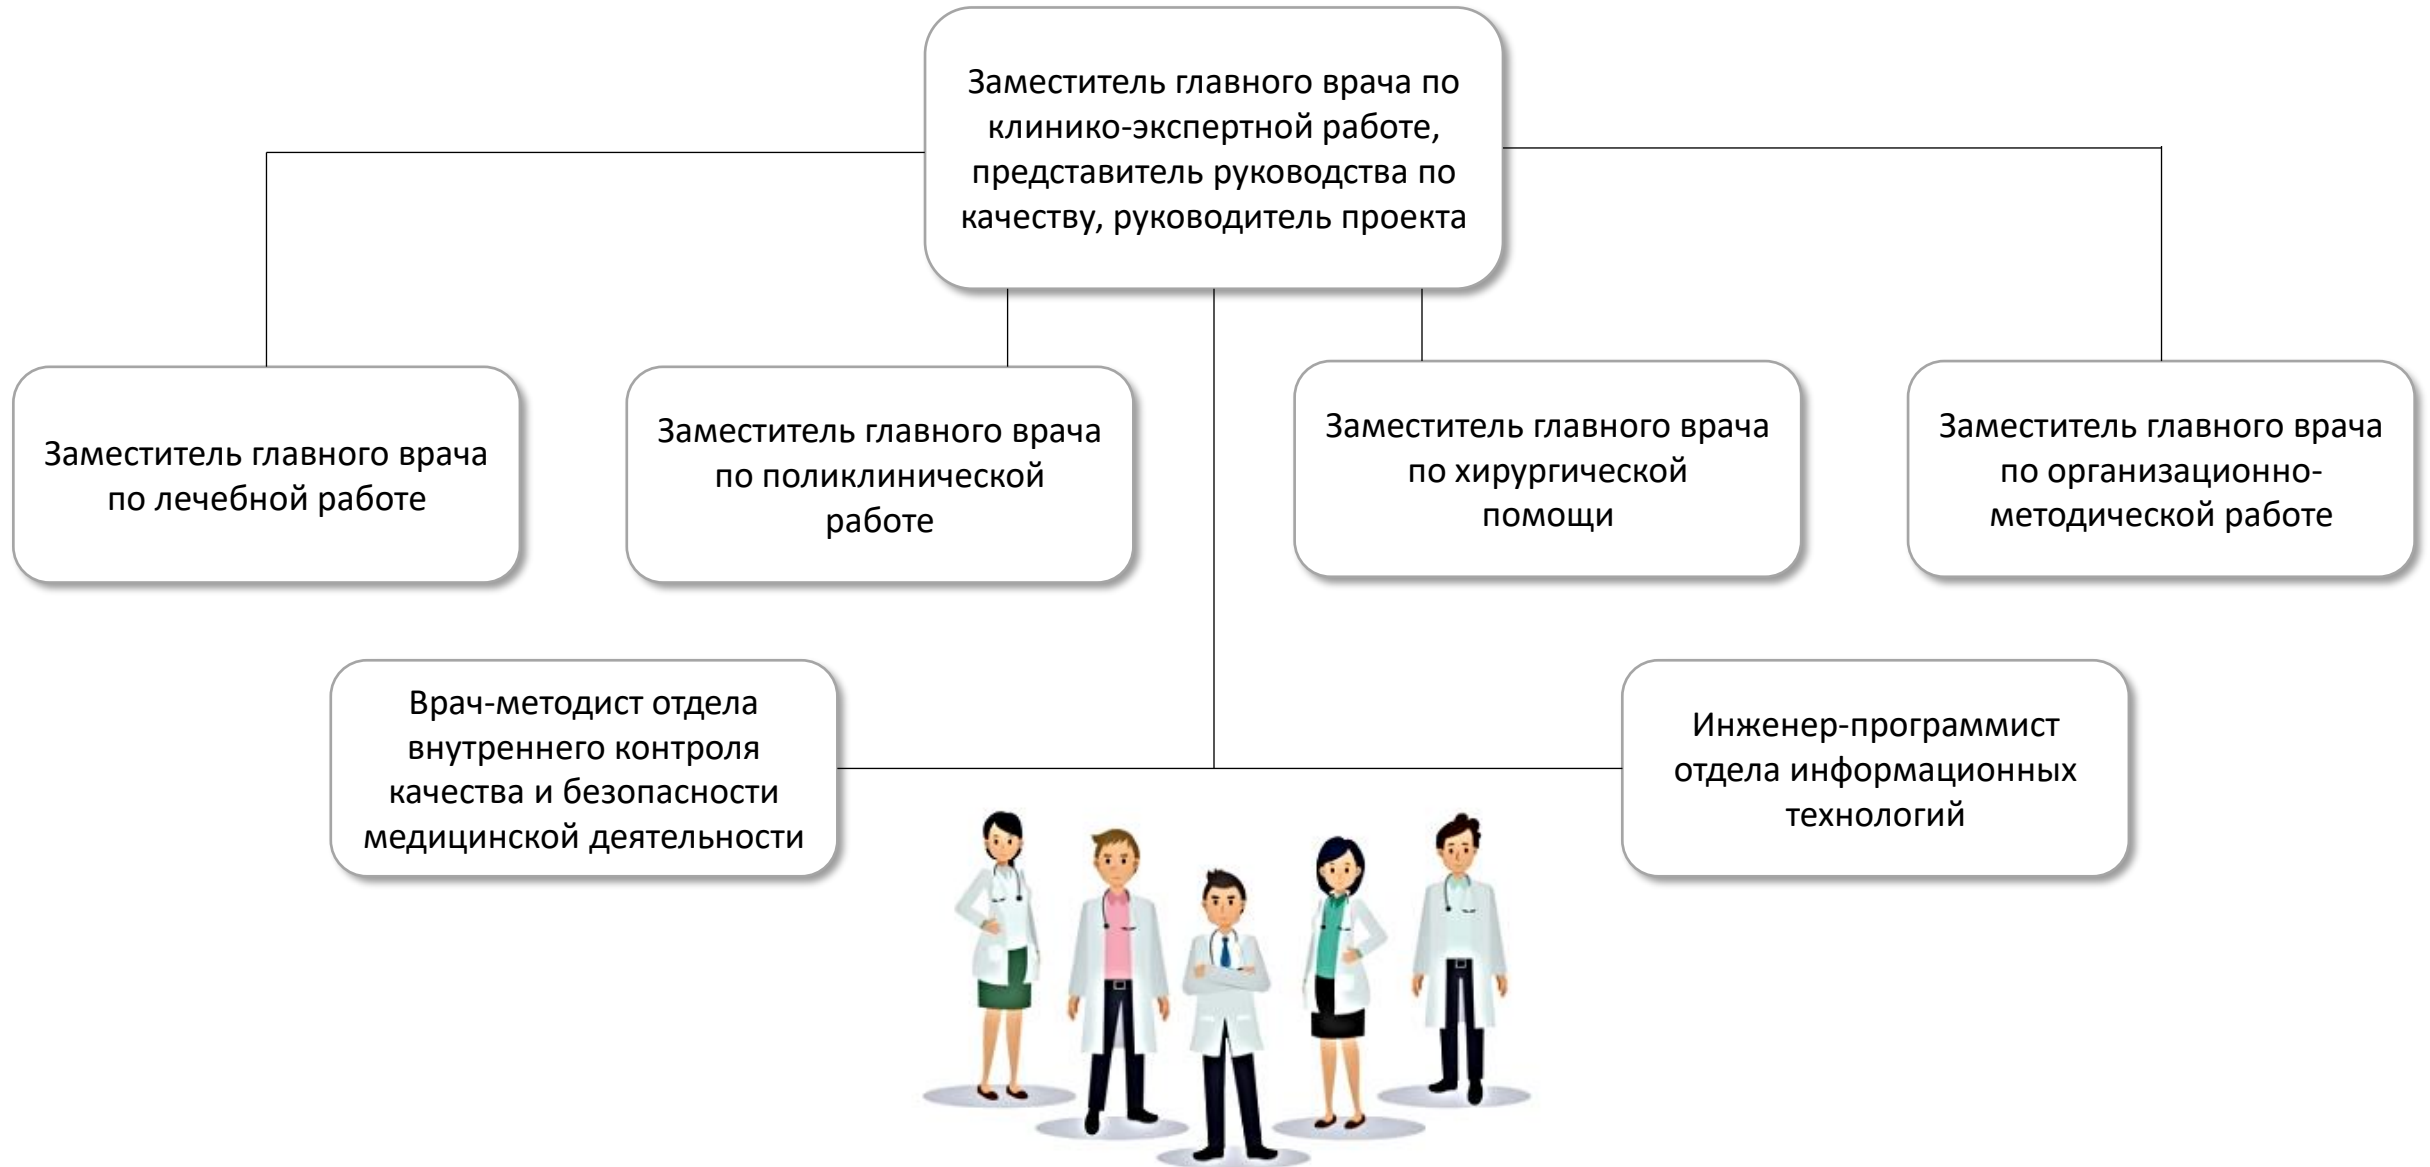 Заместитель главного врача по
клинико-экспертной работе,
представитель руководства по
качеству, руководитель проекта
Заместитель главного врача
по лечебной работе
Заместитель главного врача
по поликлинической
работе
Заместитель главного врача
по хирургической
помощи
Заместитель главного врача
по организационно-
методической работе
Врач-методист отдела
внутреннего контроля
качества и безопасности
медицинской деятельности
Инженер-программист
отдела информационных
технологий